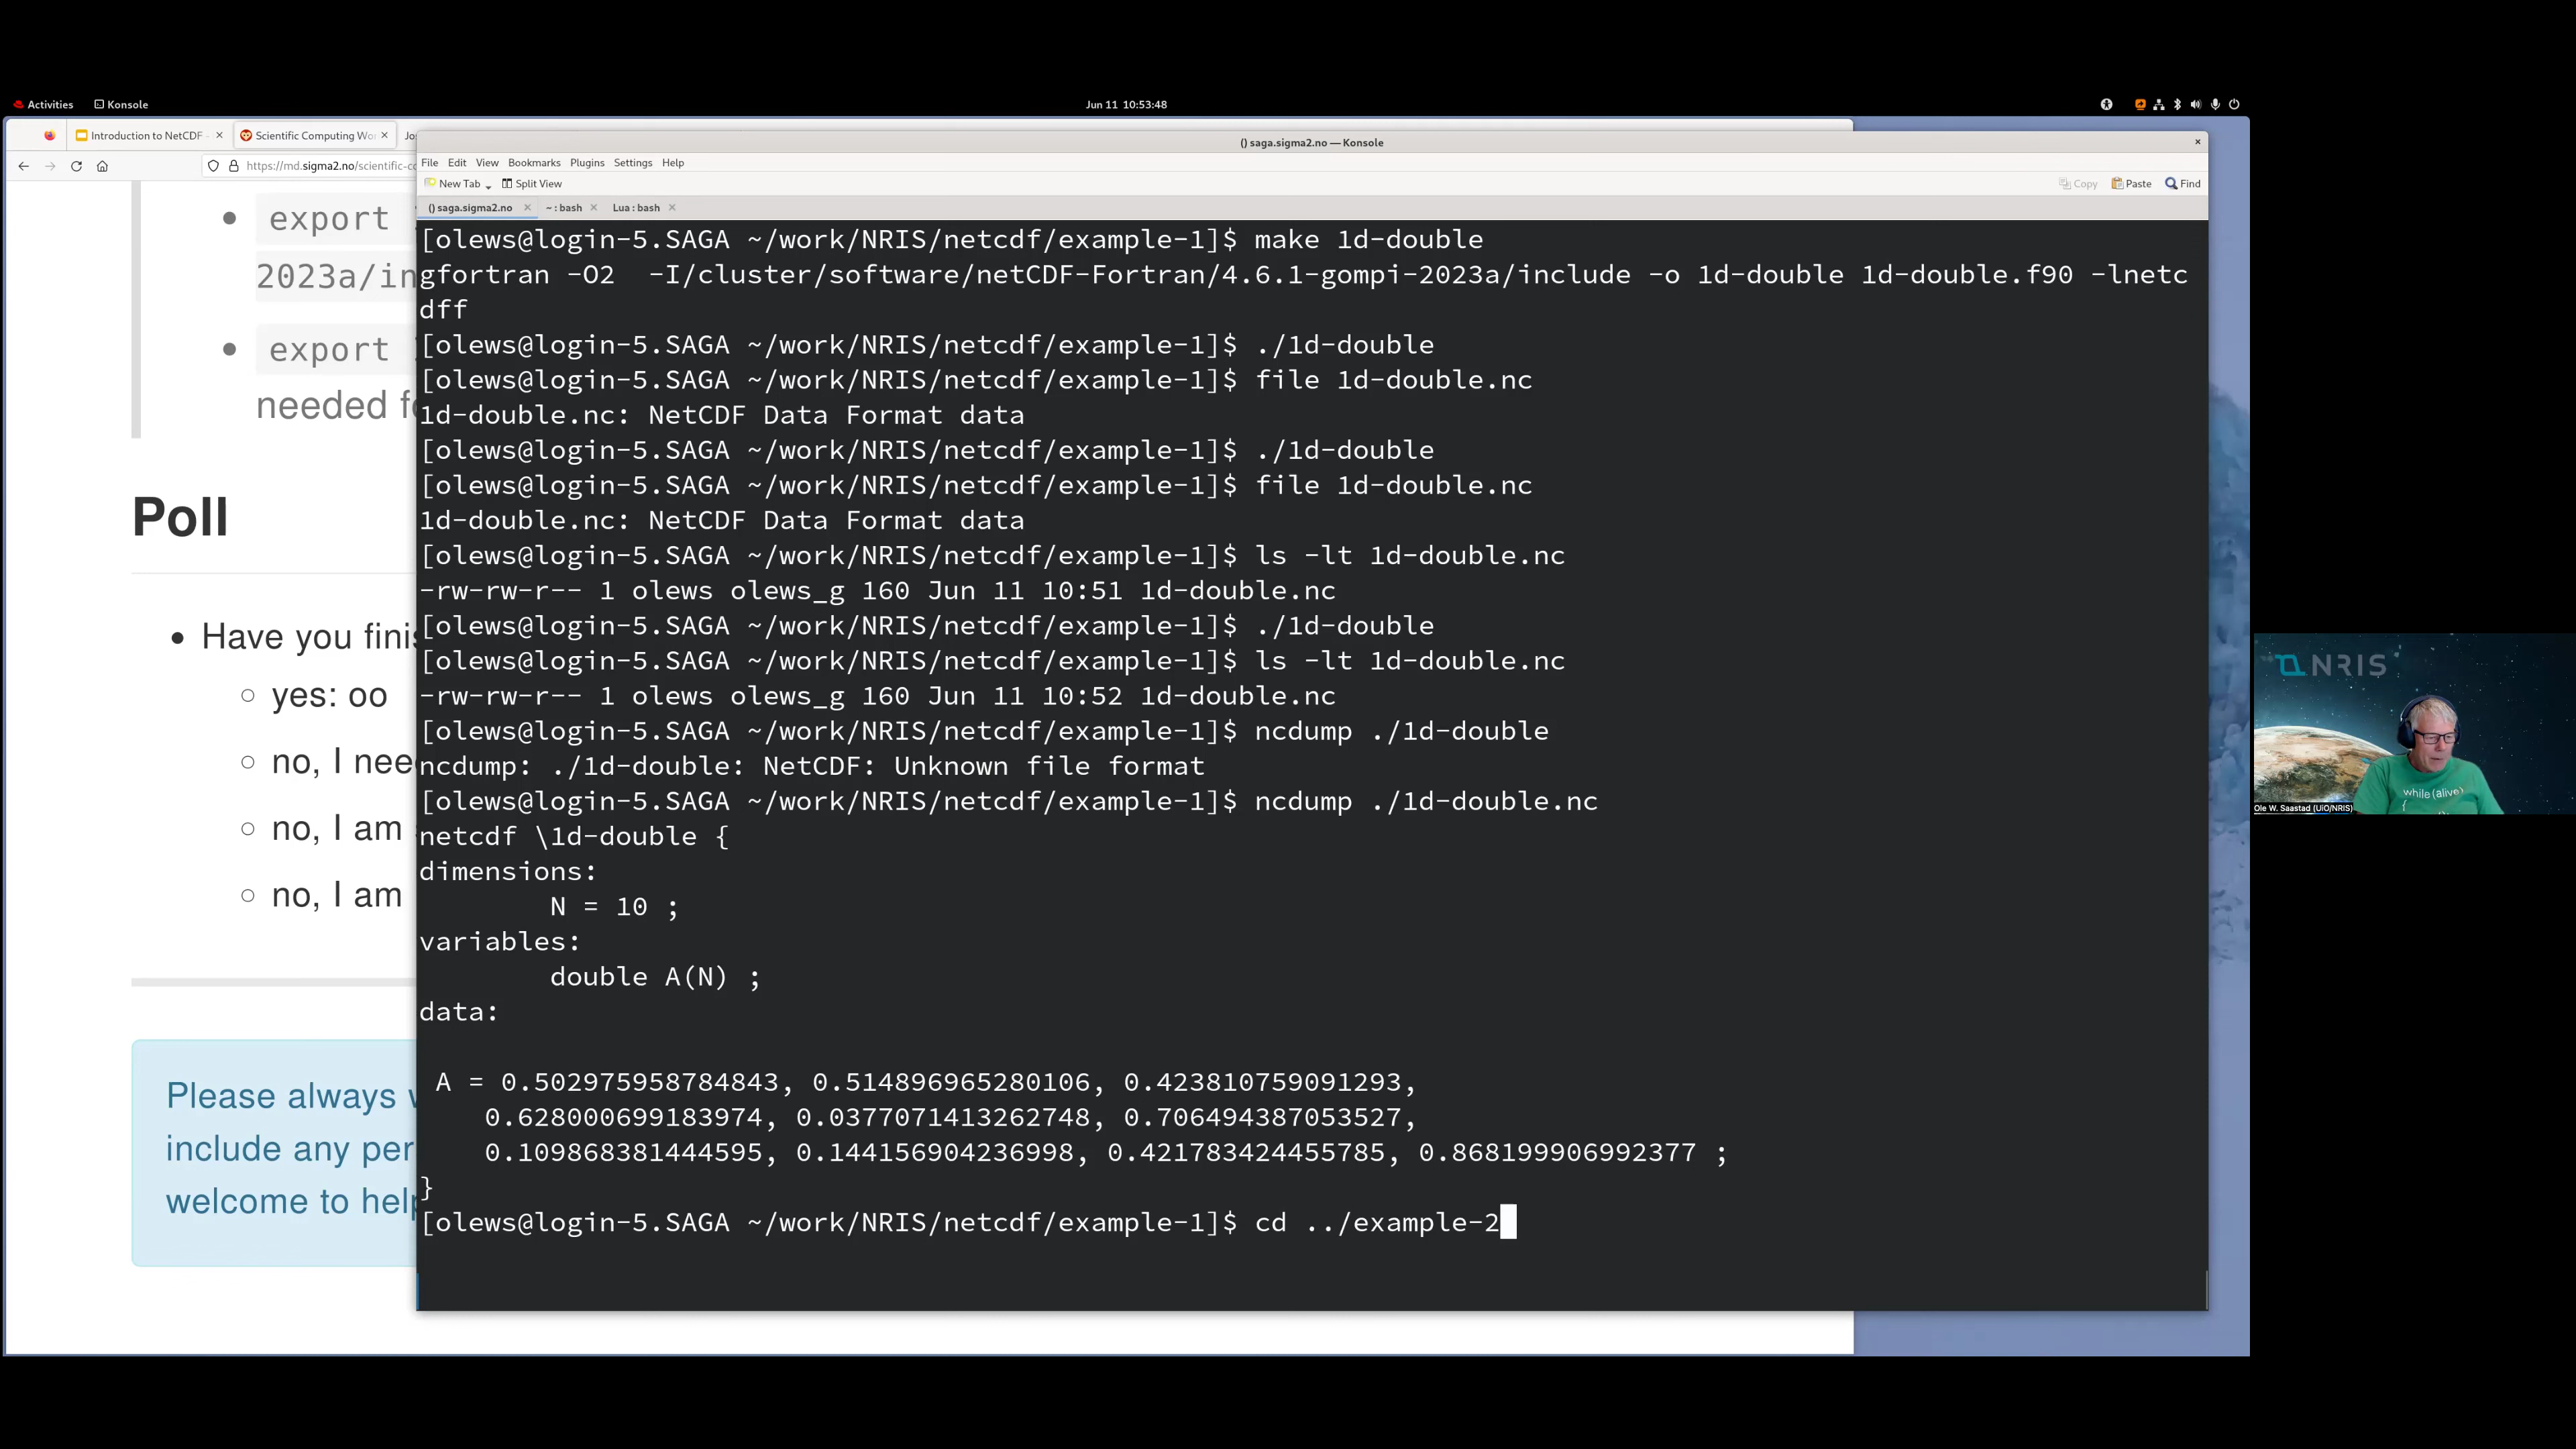 Activities
Konsole
Jun 11 10:53:48
Introduction to NetCDF
Scientific Computing Wor
https://md.sigma2.no/scientific-co
export
2023a/in
export
needed fo
Poll
Have you finis
yes: oo
no, I nee
no, I am
no, I am
Please always w
include any per
welcome to help
() saga.sigma2.no — Konsole
File Edit View Bookmarks Plugins Settings Help
New Tab Split View
Copy Paste Find
() saga.sigma2.no
~ : bash
Lua : bash
[olews@login-5.SAGA ~/work/NRIS/netcdf/example-1]$ make 1d-double
gfortran -O2  -I/cluster/software/netCDF-Fortran/4.6.1-gompi-2023a/include -o 1d-double 1d-double.f90 -lnetc
dff
[olews@login-5.SAGA ~/work/NRIS/netcdf/example-1]$ ./1d-double
[olews@login-5.SAGA ~/work/NRIS/netcdf/example-1]$ file 1d-double.nc
1d-double.nc: NetCDF Data Format data
[olews@login-5.SAGA ~/work/NRIS/netcdf/example-1]$ ./1d-double
[olews@login-5.SAGA ~/work/NRIS/netcdf/example-1]$ file 1d-double.nc
1d-double.nc: NetCDF Data Format data
[olews@login-5.SAGA ~/work/NRIS/netcdf/example-1]$ ls -lt 1d-double.nc
-rw-rw-r-- 1 olews olews_g 160 Jun 11 10:51 1d-double.nc
[olews@login-5.SAGA ~/work/NRIS/netcdf/example-1]$ ./1d-double
[olews@login-5.SAGA ~/work/NRIS/netcdf/example-1]$ ls -lt 1d-double.nc
-rw-rw-r-- 1 olews olews_g 160 Jun 11 10:52 1d-double.nc
[olews@login-5.SAGA ~/work/NRIS/netcdf/example-1]$ ncdump ./1d-double
ncdump: ./1d-double: NetCDF: Unknown file format
[olews@login-5.SAGA ~/work/NRIS/netcdf/example-1]$ ncdump ./1d-double.nc
netcdf \1d-double {
dimensions:
N = 10 ;
variables:
double A(N) ;
data:
A = 0.502975958784843, 0.514896965280106, 0.423810759091293,
0.628000699183974, 0.0377071413262748, 0.706494387053527,
0.109868381444595, 0.144156904236998, 0.421783424455785, 0.868199906992377 ;
}
[olews@login-5.SAGA ~/work/NRIS/netcdf/example-1]$ cd ../example-2
NRIS
while (alive)
{
Ole W. Saastad (UiO/NRIS)